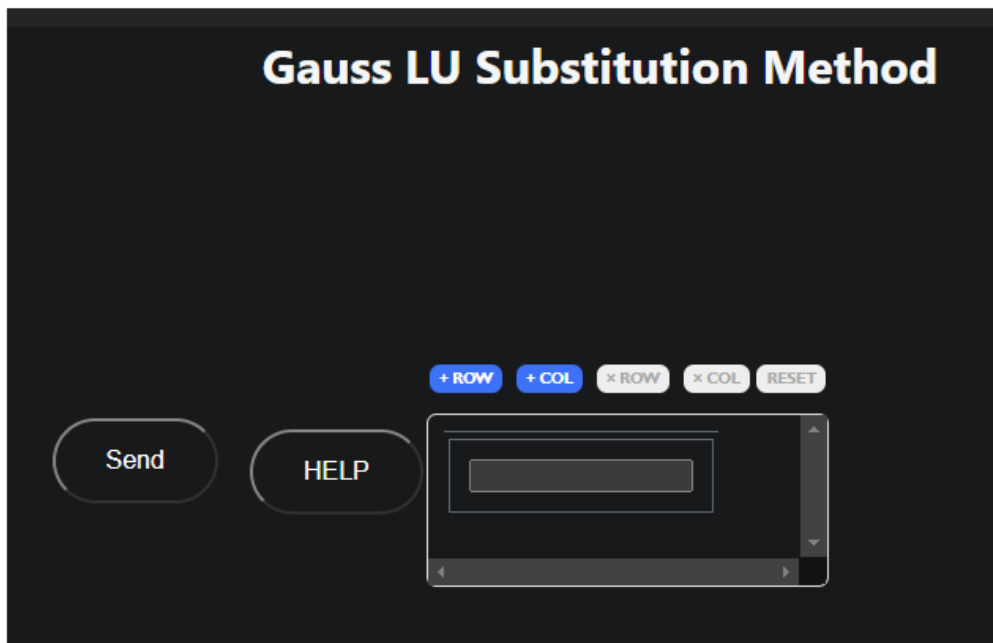 Gauss LU Substitution Method
+ ROW + COL × ROW × COL RESET
Send HELP